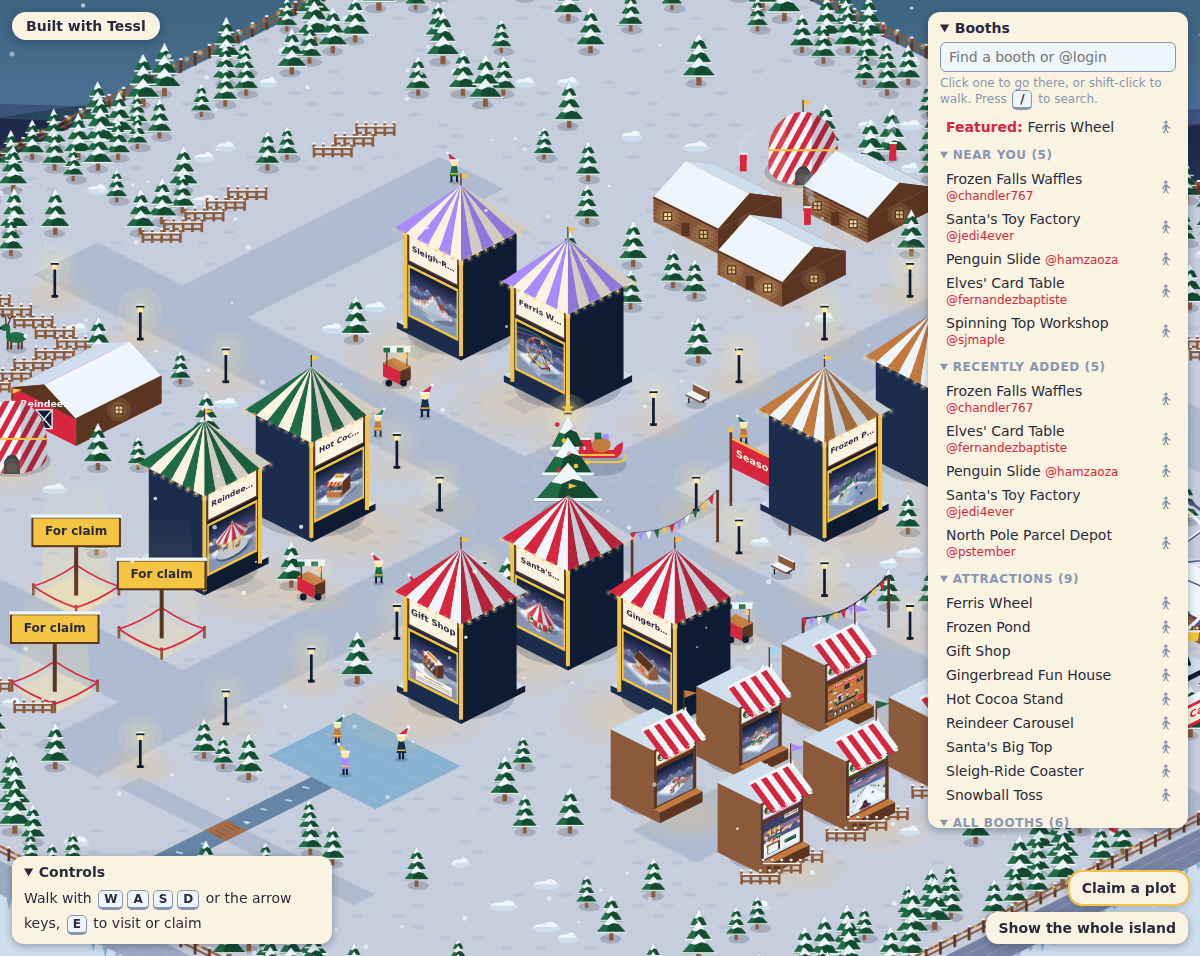 Built with Tessl
▼ Booths
Find a booth or @login
Click one to go there, or shift-click to
walk. Press / to search.
Featured: Ferris Wheel
▼ NEAR YOU (5)
Frozen Falls Waffles
@chandler767
Santa's Toy Factory
@jedi4ever
Penguin Slide @hamzaoza
Elves' Card Table
@fernandezbaptiste
Spinning Top Workshop
@sjmaple
▼ RECENTLY ADDED (5)
Frozen Falls Waffles
@chandler767
Elves' Card Table
@fernandezbaptiste
Penguin Slide @hamzaoza
Santa's Toy Factory
@jedi4ever
North Pole Parcel Depot
@pstember
▼ ATTRACTIONS (9)
Ferris Wheel
Frozen Pond
Gift Shop
Gingerbread Fun House
Hot Cocoa Stand
Reindeer Carousel
Santa's Big Top
Sleigh-Ride Coaster
Snowball Toss
▼ ALL BOOTHS (6)
Sleigh-R...
Ferris W...
Reindee
Hot Coc...
Frozen P...
Reindee...
Seaso
Santa's...
For claim
For claim
For claim
Gift Shop
Gingerb...
▼ Controls
Walk with W A S D or the arrow
keys, E to visit or claim
Claim a plot
Show the whole island